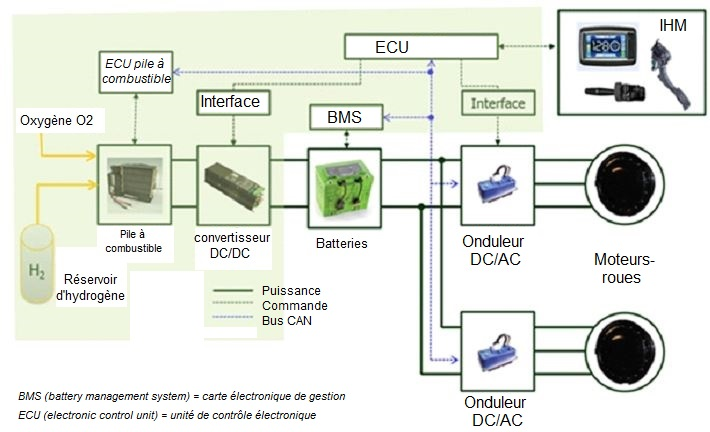 ECU
IHM
ECU pile à
combustible
Interface
Interface
BMS
Oxygène O2
H2
Réservoir
d'hydrogène
Pile à
combustible
convertisseur
DC/DC
Batteries
Onduleur
DC/AC
Moteurs-
roues
Puissance
Commande
Bus CAN
Onduleur
DC/AC
BMS (battery management system) = carte électronique de gestion
ECU (electronic control unit) = unité de contrôle électronique